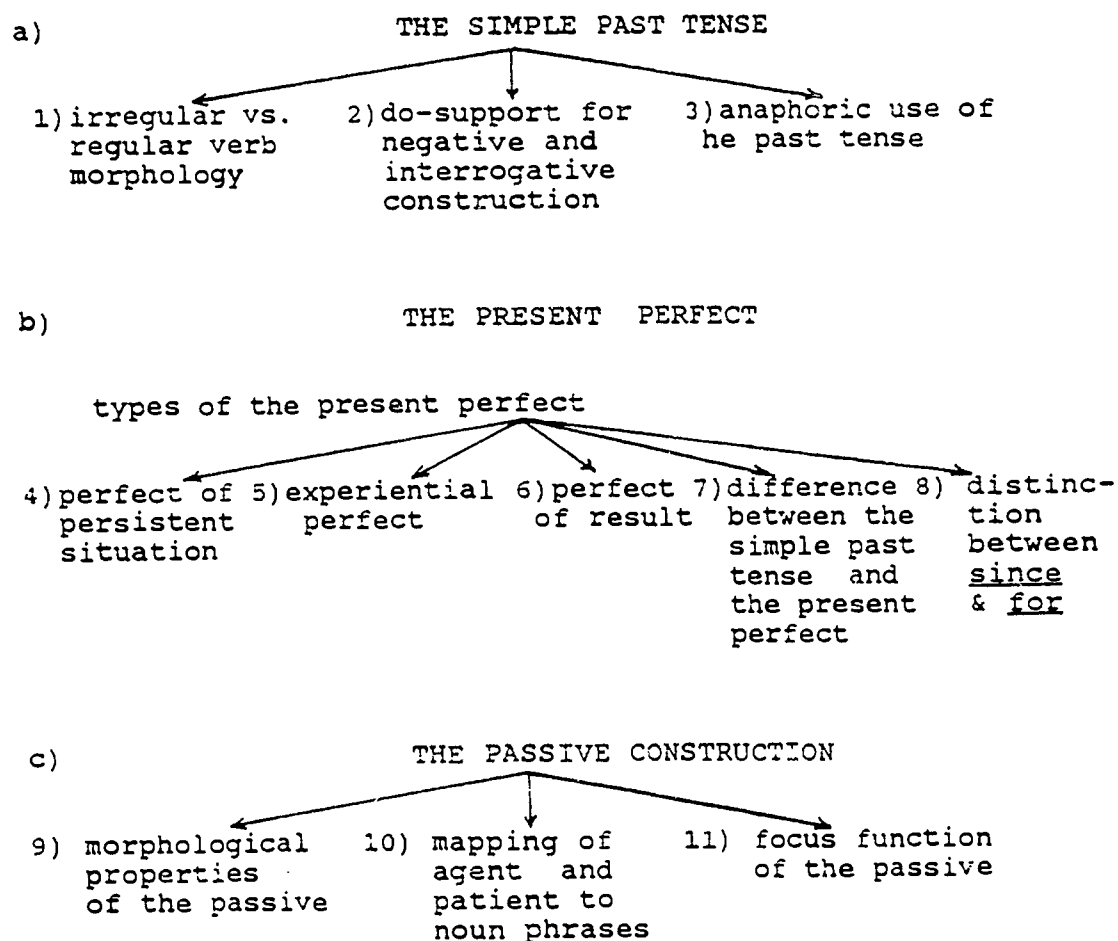 a) THE SIMPLE PAST TENSE
1) irregular vs.
regular verb
morphology
2) do-support for
negative and
interrogative
construction
3) anaphoric use of
he past tense
b) THE PRESENT PERFECT
types of the present perfect
4) perfect of
persistent
situation
5) experiential
perfect
6) perfect
of result
7) difference
between the
simple past
tense and
the present
perfect
8) distinc-
tion
between
since
& for
c) THE PASSIVE CONSTRUCTION
9) morphological
properties
of the passive
10) mapping of
agent and
patient to
noun phrases
11) focus function
of the passive